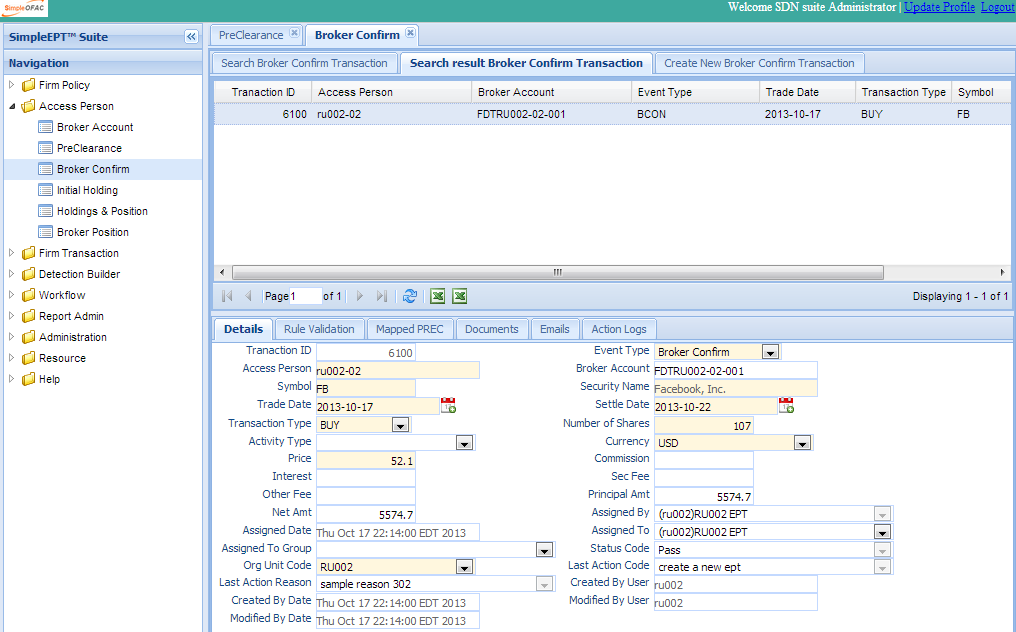 SimpleOFAC
Welcome SDN suite Administrator | Update Profile Logout
SimpleEPT™ Suite
Navigation
Firm Policy
Access Person
Broker Account
PreClearance
Broker Confirm
Initial Holding
Holdings & Position
Broker Position
Firm Transaction
Detection Builder
Workflow
Report Admin
Administration
Resource
Help
PreClearance Broker Confirm
Search Broker Confirm Transaction Search result Broker Confirm Transaction Create New Broker Confirm Transaction
Tranaction ID Access Person Broker Account Event Type Trade Date Transaction Type Symbol
6100 ru002-02 FDTRU002-02-001 BCON 2013-10-17 BUY FB
Page 1 of 1 Displaying 1 - 1 of 1
Details Rule Validation Mapped PREC Documents Emails Action Logs
Tranaction ID 6100 Event Type Broker Confirm
Access Person ru002-02 Broker Account FDTRU002-02-001
Symbol FB Security Name Facebook, Inc.
Trade Date 2013-10-17 Settle Date 2013-10-22
Transaction Type BUY Number of Shares 107
Activity Type Currency USD
Price 52.1 Commission
Interest Sec Fee
Other Fee Principal Amt 5574.7
Net Amt 5574.7 Assigned By (ru002)RU002 EPT
Assigned Date Thu Oct 17 22:14:00 EDT 2013 Assigned To (ru002)RU002 EPT
Assigned To Group Status Code Pass
Org Unit Code RU002 Last Action Code create a new ept
Last Action Reason sample reason 302 Created By User ru002
Created By Date Thu Oct 17 22:14:00 EDT 2013 Modified By User ru002
Modified By Date Thu Oct 17 22:14:00 EDT 2013